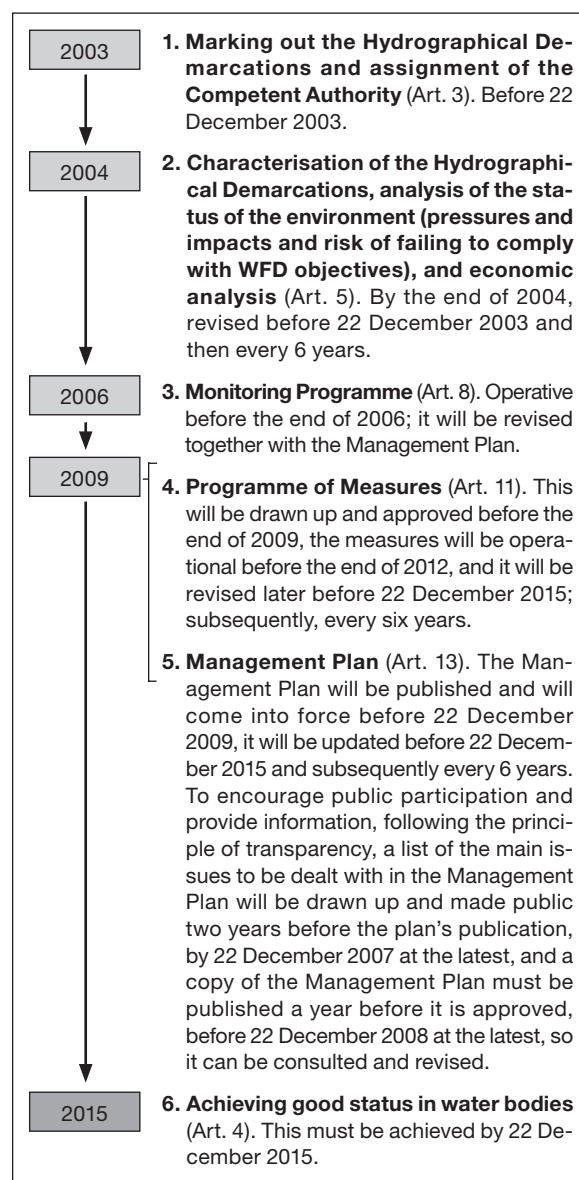 2003
1. Marking out the Hydrographical De-
marcations and assignment of the
Competent Authority (Art. 3). Before 22
December 2003.
2004
2. Characterisation of the Hydrographi-
cal Demarcations, analysis of the sta-
tus of the environment (pressures and
impacts and risk of failing to comply
with WFD objectives), and economic
analysis (Art. 5). By the end of 2004,
revised before 22 December 2003 and
then every 6 years.
2006
3. Monitoring Programme (Art. 8). Operative
before the end of 2006; it will be revised
together with the Management Plan.
2009
4. Programme of Measures (Art. 11). This
will be drawn up and approved before the
end of 2009, the measures will be opera-
tional before the end of 2012, and it will be
revised later before 22 December 2015;
subsequently, every six years.
5. Management Plan (Art. 13). The Man-
agement Plan will be published and will
come into force before 22 December
2009, it will be updated before 22 Decem-
ber 2015 and subsequently every 6 years.
To encourage public participation and
provide information, following the princi-
ple of transparency, a list of the main is-
sues to be dealt with in the Management
Plan will be drawn up and made public
two years before the plan's publication,
by 22 December 2007 at the latest, and a
copy of the Management Plan must be
published a year before it is approved,
before 22 December 2008 at the latest, so
it can be consulted and revised.
2015
6. Achieving good status in water bodies
(Art. 4). This must be achieved by 22 De-
cember 2015.